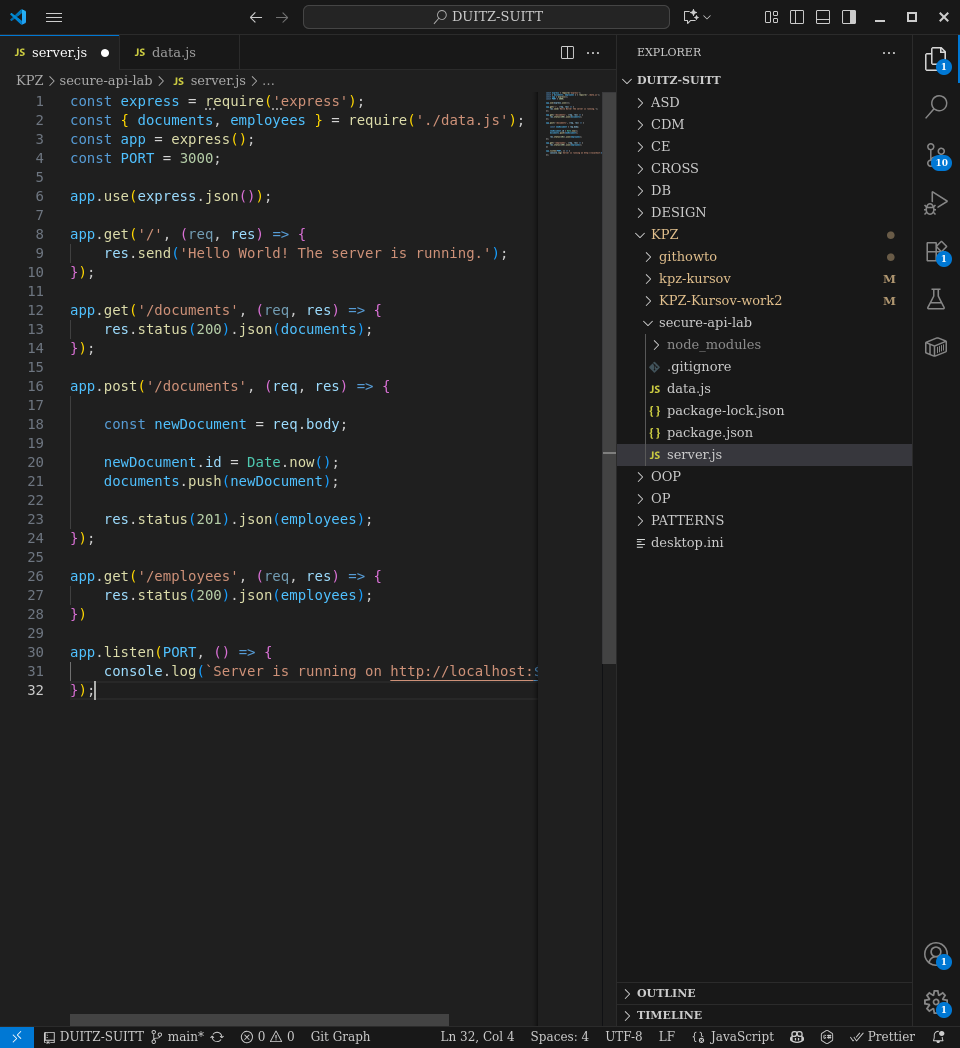 DUITZ-SUITT
JS server.js
JS data.js
KPZ > secure-api-lab > JS server.js > ...
1 const express = require('express');
2 const { documents, employees } = require('./data.js');
3 const app = express();
4 const PORT = 3000;
5
6 app.use(express.json());
7
8 app.get('/', (req, res) => {
9 res.send('Hello World! The server is running.');
10 });
11
12 app.get('/documents', (req, res) => {
13 res.status(200).json(documents);
14 });
15
16 app.post('/documents', (req, res) => {
17
18 const newDocument = req.body;
19
20 newDocument.id = Date.now();
21 documents.push(newDocument);
22
23 res.status(201).json(employees);
24 });
25
26 app.get('/employees', (req, res) => {
27 res.status(200).json(employees);
28 })
29
30 app.listen(PORT, () => {
31 console.log(`Server is running on http://localhost:$
32 });
EXPLORER
DUITZ-SUITT
ASD
CDM
CE
CROSS
DB
DESIGN
KPZ
githowto
kpz-kursov M
KPZ-Kursov-work2 M
secure-api-lab
node_modules
.gitignore
JS data.js
{} package-lock.json
{} package.json
JS server.js
OOP
OP
PATTERNS
desktop.ini
OUTLINE
TIMELINE
1
10
1
1
1
DUITZ-SUITT main* 0 0 Git Graph Ln 32, Col 4 Spaces: 4 UTF-8 LF {} JavaScript Prettier